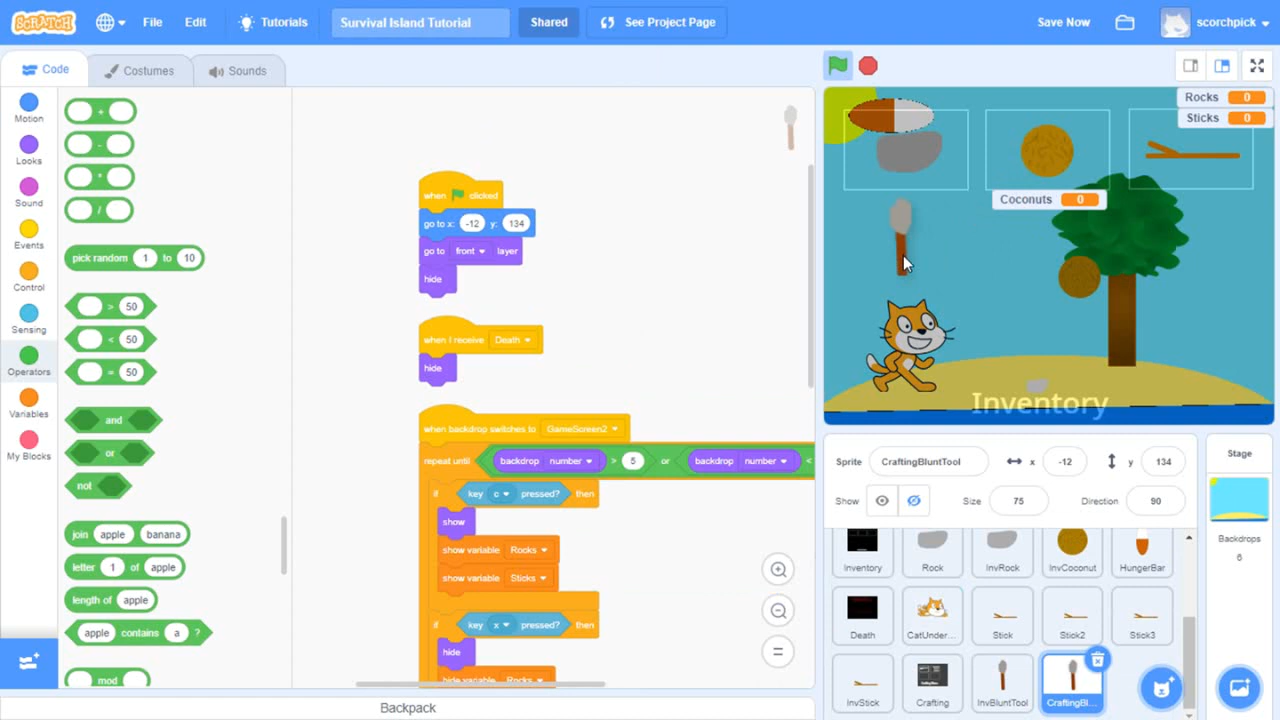 SCRATCH File Edit Tutorials Survival Island Tutorial Shared See Project Page Save Now scorchpick
Code Costumes Sounds
Motion
Looks
Sound
Events
Control
Sensing
Operators
Variables
My Blocks
+
-
*
/
pick random 1 to 10
> 50
< 50
= 50
and
or
not
join apple banana
letter 1 of apple
length of apple
apple contains a ?
mod
when clicked
go to x: -12 y: 134
go to front layer
hide
when I receive Death
hide
when backdrop switches to GameScreen2
repeat until backdrop number > 5 or backdrop number <
if key c pressed? then
show
show variable Rocks
show variable Sticks
if key x pressed? then
hide
hide variable Rocks
Backpack
Rocks 0
Sticks 0
Coconuts 0
Inventory
Sprite CraftingBluntTool x -12 y 134
Show Size 75 Direction 90
Inventory Rock InvRock InvCoconut HungerBar
Death CatUnder... Stick Stick2 Stick3
InvStick Crafting InvBluntTool CraftingBl...
Stage
Backdrops
6